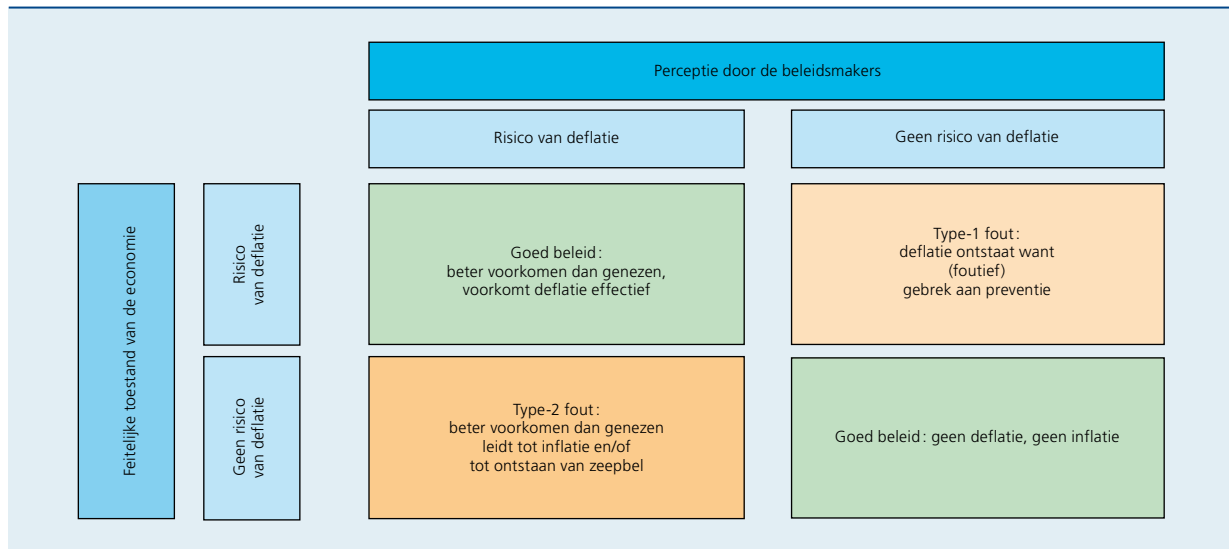 Perceptie door de beleidsmakers
Risico van deflatie
Geen risico van deflatie
Feitelijke toestand van de economie
Risico
van deflatie
Goed beleid :
beter voorkomen dan genezen,
voorkomt deflatie effectief
Type-1 fout :
deflatie ontstaat want
(foutief)
gebrek aan preventie
Geen risico
van deflatie
Type-2 fout :
beter voorkomen dan genezen
leidt tot inflatie en/of
tot ontstaan van zeepbel
Goed beleid : geen deflatie, geen inflatie